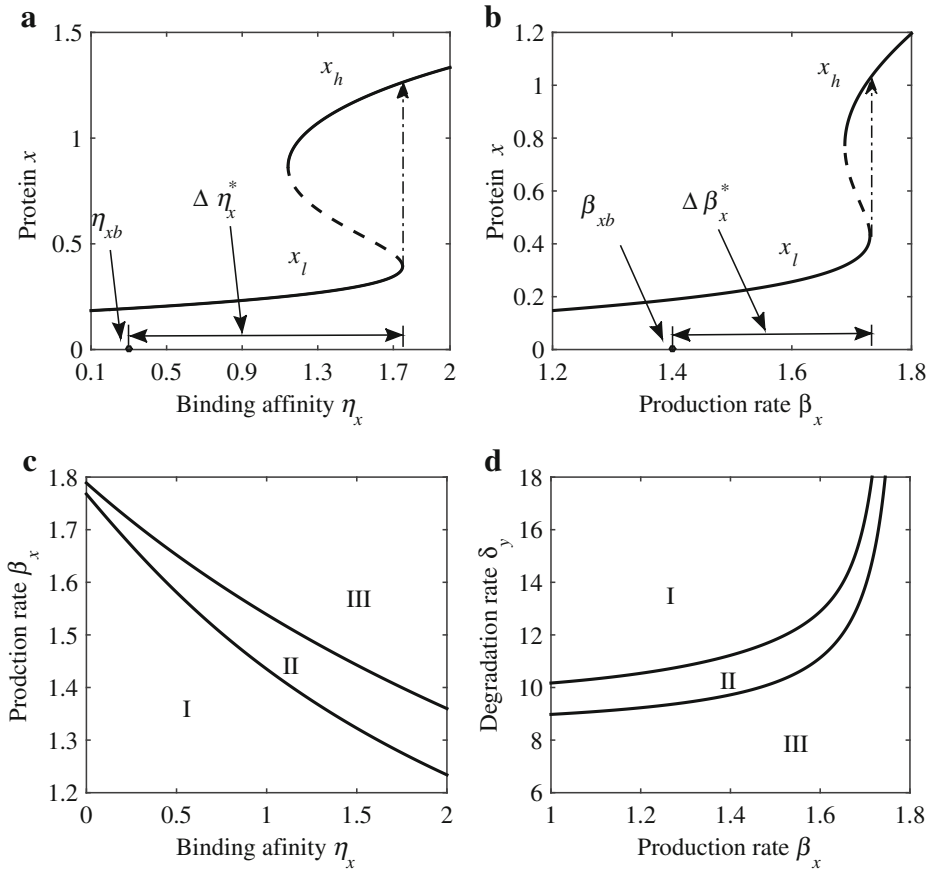 a
1.5
1
0.5
0
Protein x
x_h
Δ η_x^*
η_xb
x_l
0.1 0.5 0.9 1.3 1.7 2
Binding affinity η_x
b
1.2
1
0.8
0.6
0.4
0.2
0
Protein x
x_h
β_xb
Δ β_x^*
x_l
1.2 1.4 1.6 1.8
Production rate β_x
c
1.8
1.7
1.6
1.5
1.4
1.3
1.2
Prodction rate β_x
III
II
I
0 0.5 1 1.5 2
Binding affinity η_x
d
18
16
14
12
10
8
6
Degradation rate δ_y
I
II
III
1 1.2 1.4 1.6 1.8
Production rate β_x